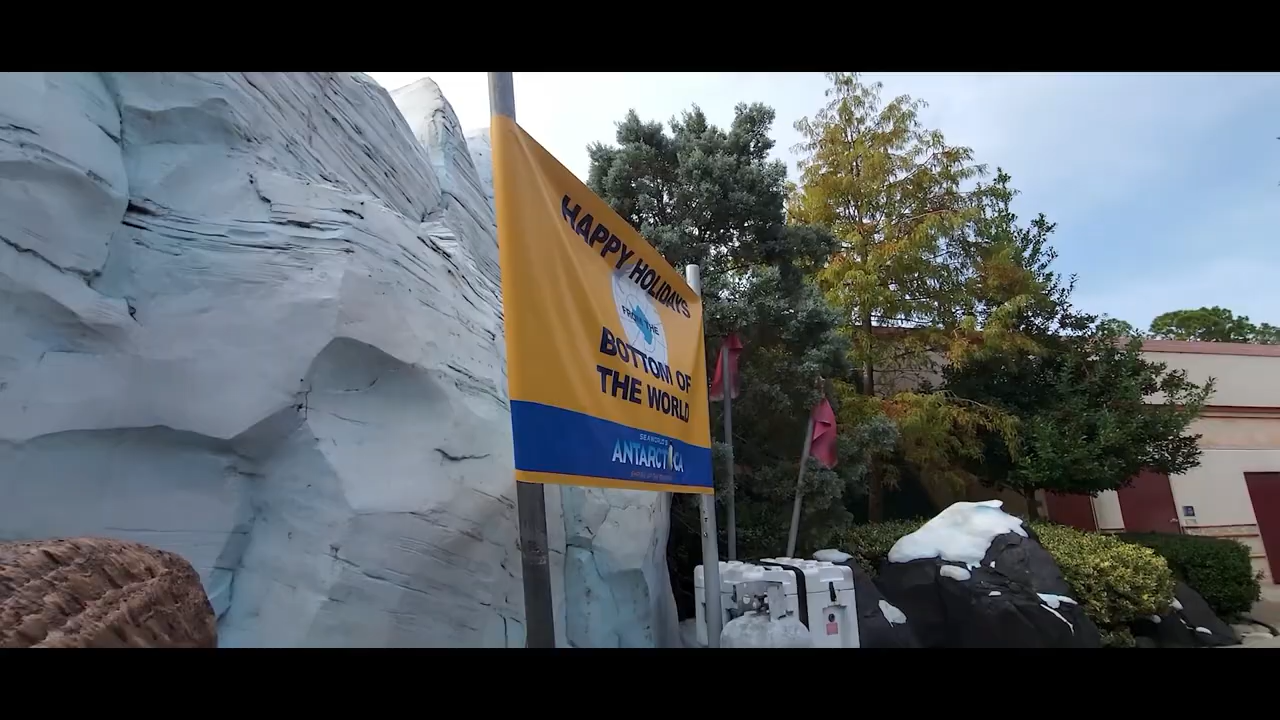 HAPPY HOLIDAYS
FROM THE
BOTTOM OF
THE WORLD
SEAWORLD'S
ANTARCTICA